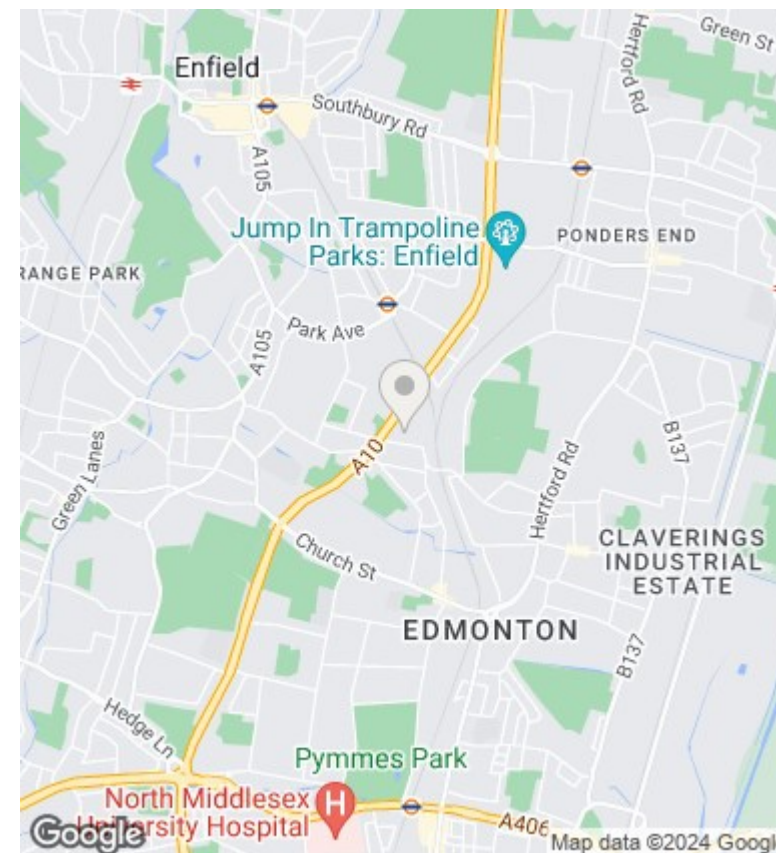 Green St
Hertford Rd
Enfield
Southbury Rd
A105
Jump In Trampoline
Parks: Enfield
PONDERS END
RANGE PARK
Park Ave
A105
B137
A10
Green Lanes
Hertford Rd
CLAVERINGS
INDUSTRIAL
ESTATE
Church St
EDMONTON
B137
Hedge Ln
Pymmes Park
North Middlesex
University Hospital
H
A406
Google
Map data ©2024 Googl